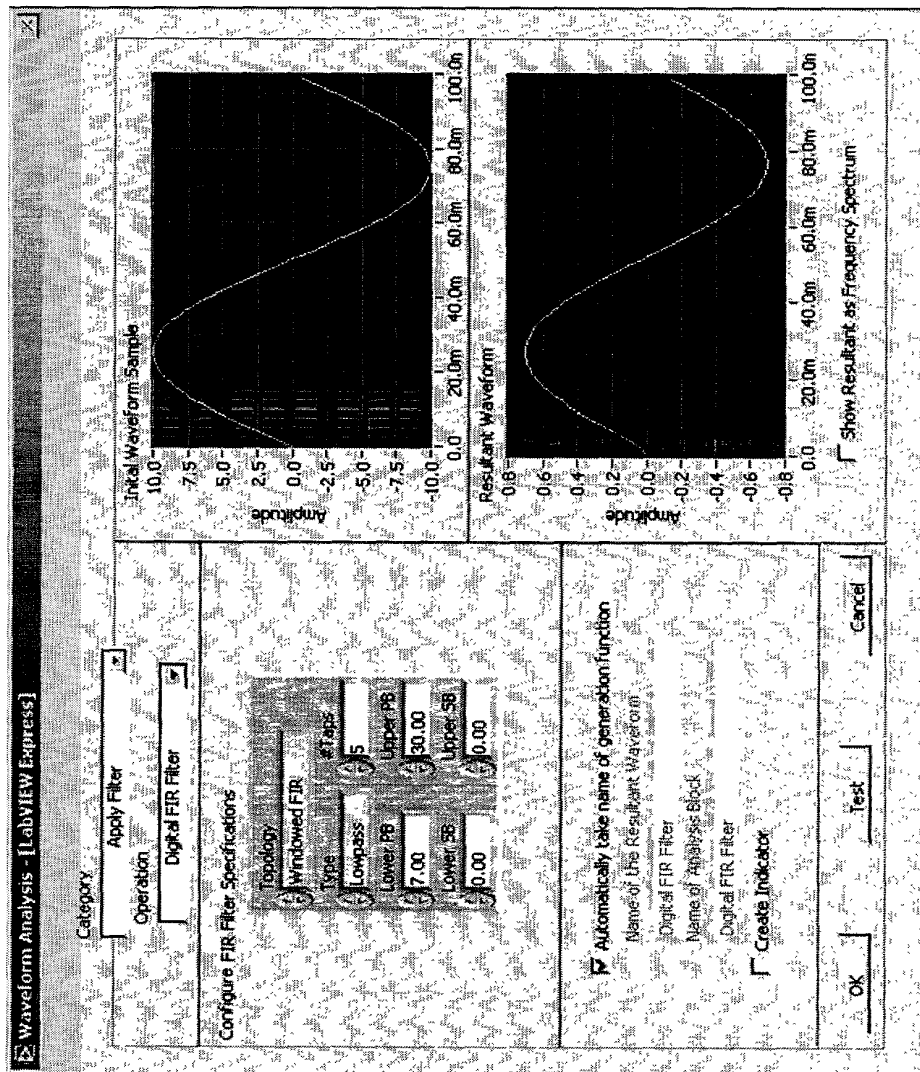 Waveform Analysis - [LabVIEW Express]
Category
Apply Filter
Operation
Digital FIR Filter
Configure FIR Filter Specifications
Topology
Windowed FIR
Type
#Taps
Lowpass
5
Lower PB
Upper PB
7.00
30.00
Lower SB
Upper SB
0.00
0.00
Automatically take name of generation function
Name of the Resultant Waveform
Digital FIR Filter
Name of Analysis Block
Digital FIR Filter
Create Indicator
OK
Test
Cancel
Inital Waveform Sample
Amplitude
10.0
7.5
5.0
2.5
0.0
-2.5
-5.0
-7.5
-10.0
0.0
20.0m
40.0m
60.0m
80.0m
100.0m
Resultant Waveform
Amplitude
0.8
0.6
0.4
0.2
0.0
-0.2
-0.4
-0.6
-0.8
0.0
20.0m
40.0m
60.0m
80.0m
100.0m
Show Resultant as Frequency Spectrum